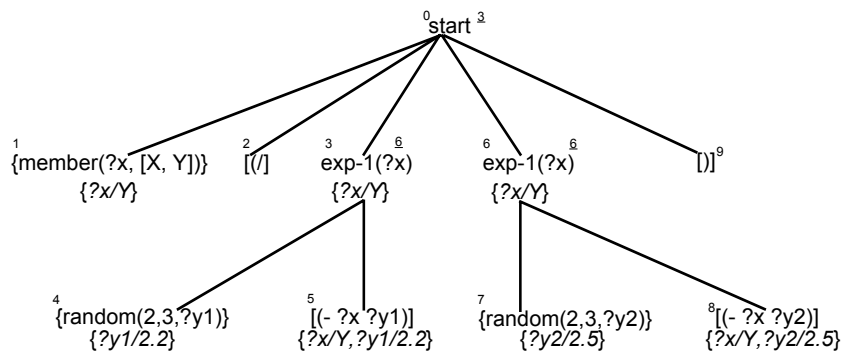 0 start 3
1 2 3 6 6 6 9
{member(?x, [X, Y])} [(/] exp-1(?x) exp-1(?x) [)]
{?x/Y} {?x/Y} {?x/Y}
4 5 7 8
{random(2,3,?y1)} [(- ?x ?y1)] {random(2,3,?y2)} [(- ?x ?y2)]
{?y1/2.2} {?x/Y,?y1/2.2} {?y2/2.5} {?x/Y,?y2/2.5}